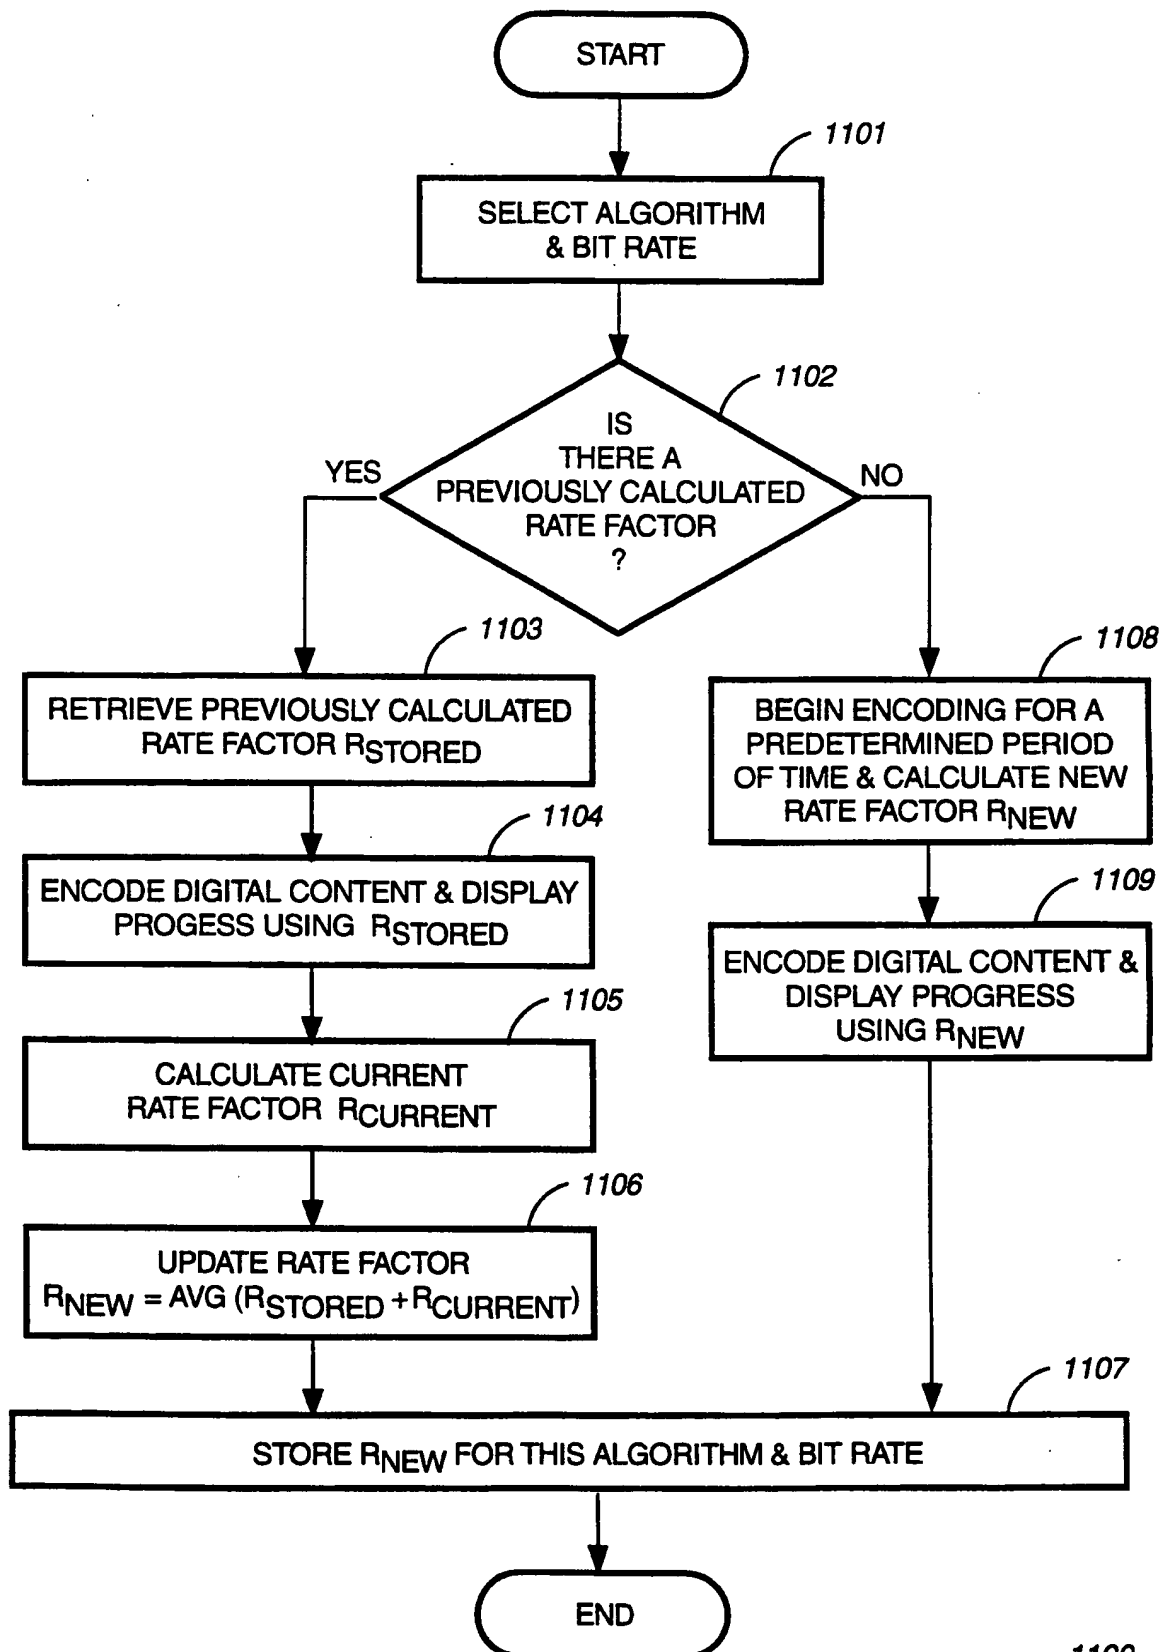 START
1101
SELECT ALGORITHM
& BIT RATE
1102
IS
THERE A
PREVIOUSLY CALCULATED
RATE FACTOR
?
YES
NO
1103
RETRIEVE PREVIOUSLY CALCULATED
RATE FACTOR RSTORED
1104
ENCODE DIGITAL CONTENT & DISPLAY
PROGESS USING RSTORED
1105
CALCULATE CURRENT
RATE FACTOR RCURRENT
1106
UPDATE RATE FACTOR
RNEW = AVG (RSTORED + RCURRENT)
1108
BEGIN ENCODING FOR A
PREDETERMINED PERIOD
OF TIME & CALCULATE NEW
RATE FACTOR RNEW
1109
ENCODE DIGITAL CONTENT &
DISPLAY PROGRESS
USING RNEW
1107
STORE RNEW FOR THIS ALGORITHM & BIT RATE
END